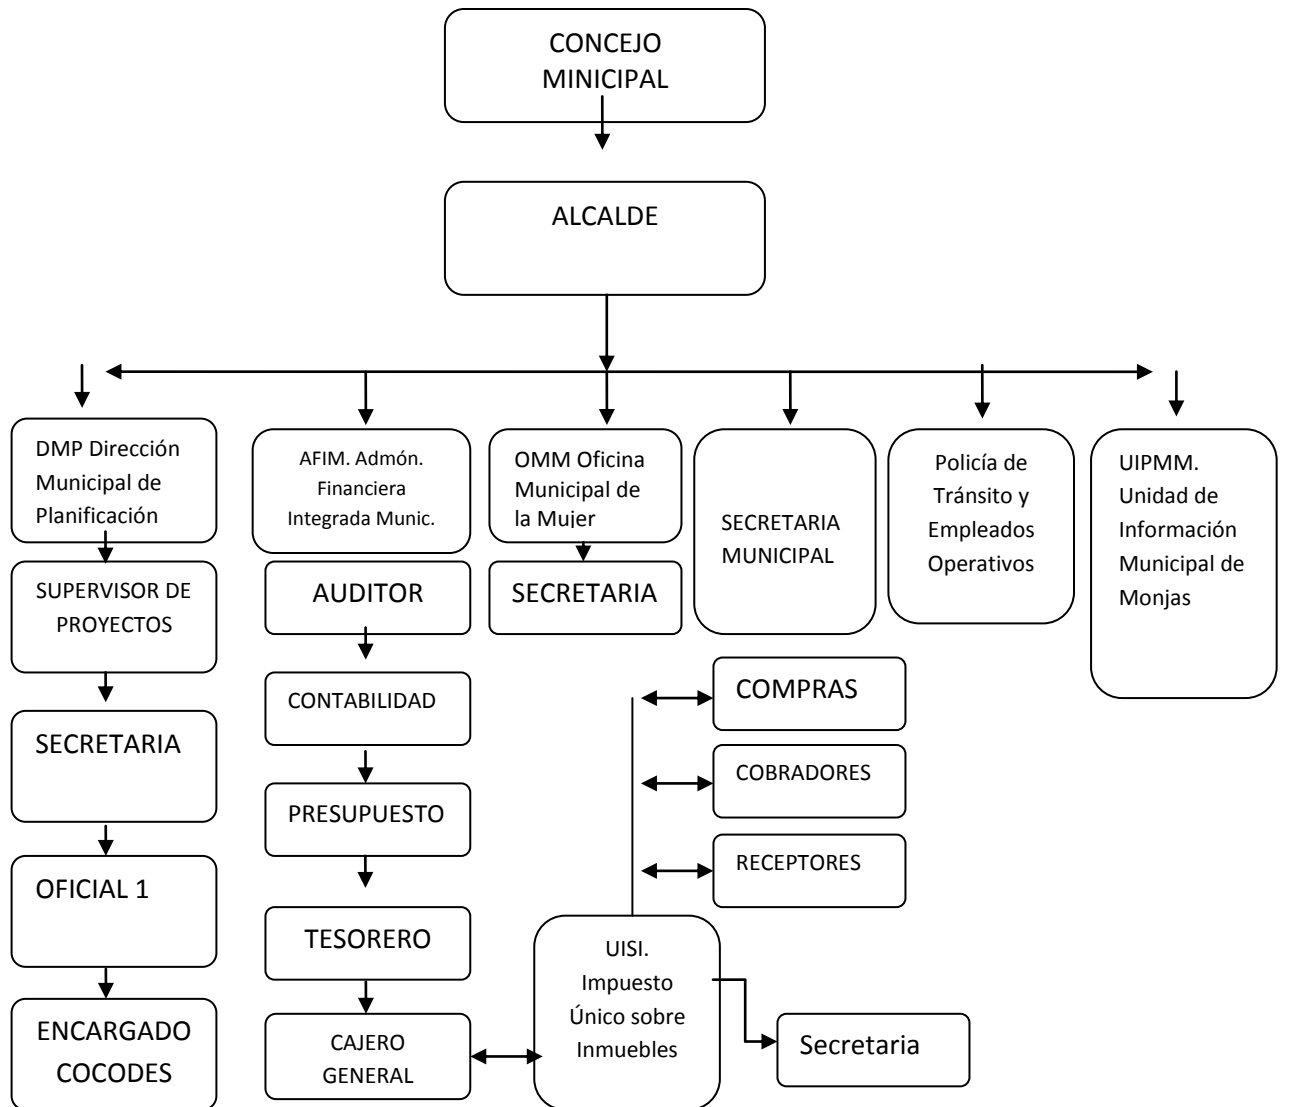 CONCEJO
MINICIPAL
ALCALDE
DMP Dirección
Municipal de
Planificación
AFIM. Admón.
Financiera
Integrada Munic.
OMM Oficina
Municipal de
la Mujer
SECRETARIA
MUNICIPAL
Policía de
Tránsito y
Empleados
Operativos
UIPMM.
Unidad de
Información
Municipal de
Monjas
SUPERVISOR DE
PROYECTOS
AUDITOR
SECRETARIA
CONTABILIDAD
COMPRAS
SECRETARIA
COBRADORES
PRESUPUESTO
RECEPTORES
OFICIAL 1
TESORERO
UISI.
Impuesto
Único sobre
Inmuebles
ENCARGADO
COCODES
CAJERO
GENERAL
Secretaria